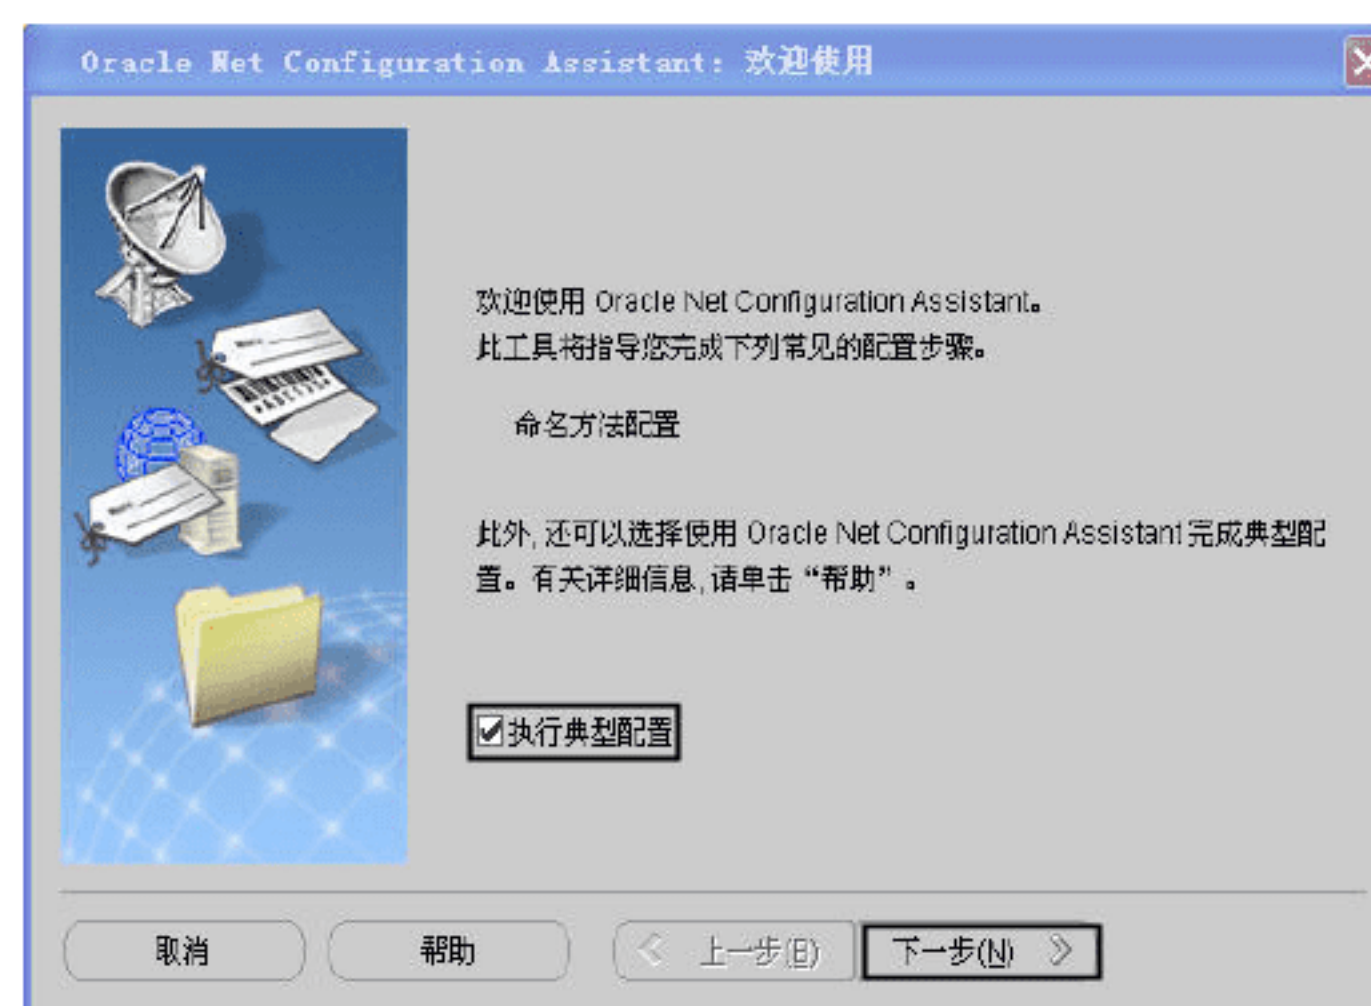 Oracle Net Configuration Assistant: 欢迎使用
欢迎使用 Oracle Net Configuration Assistant。
此工具将指导您完成下列常见的配置步骤。
命名方法配置
此外, 还可以选择使用 Oracle Net Configuration Assistant 完成典型配
置。有关详细信息, 请单击“帮助”。
执行典型配置
取消 帮助 上一步(B) 下一步(N)